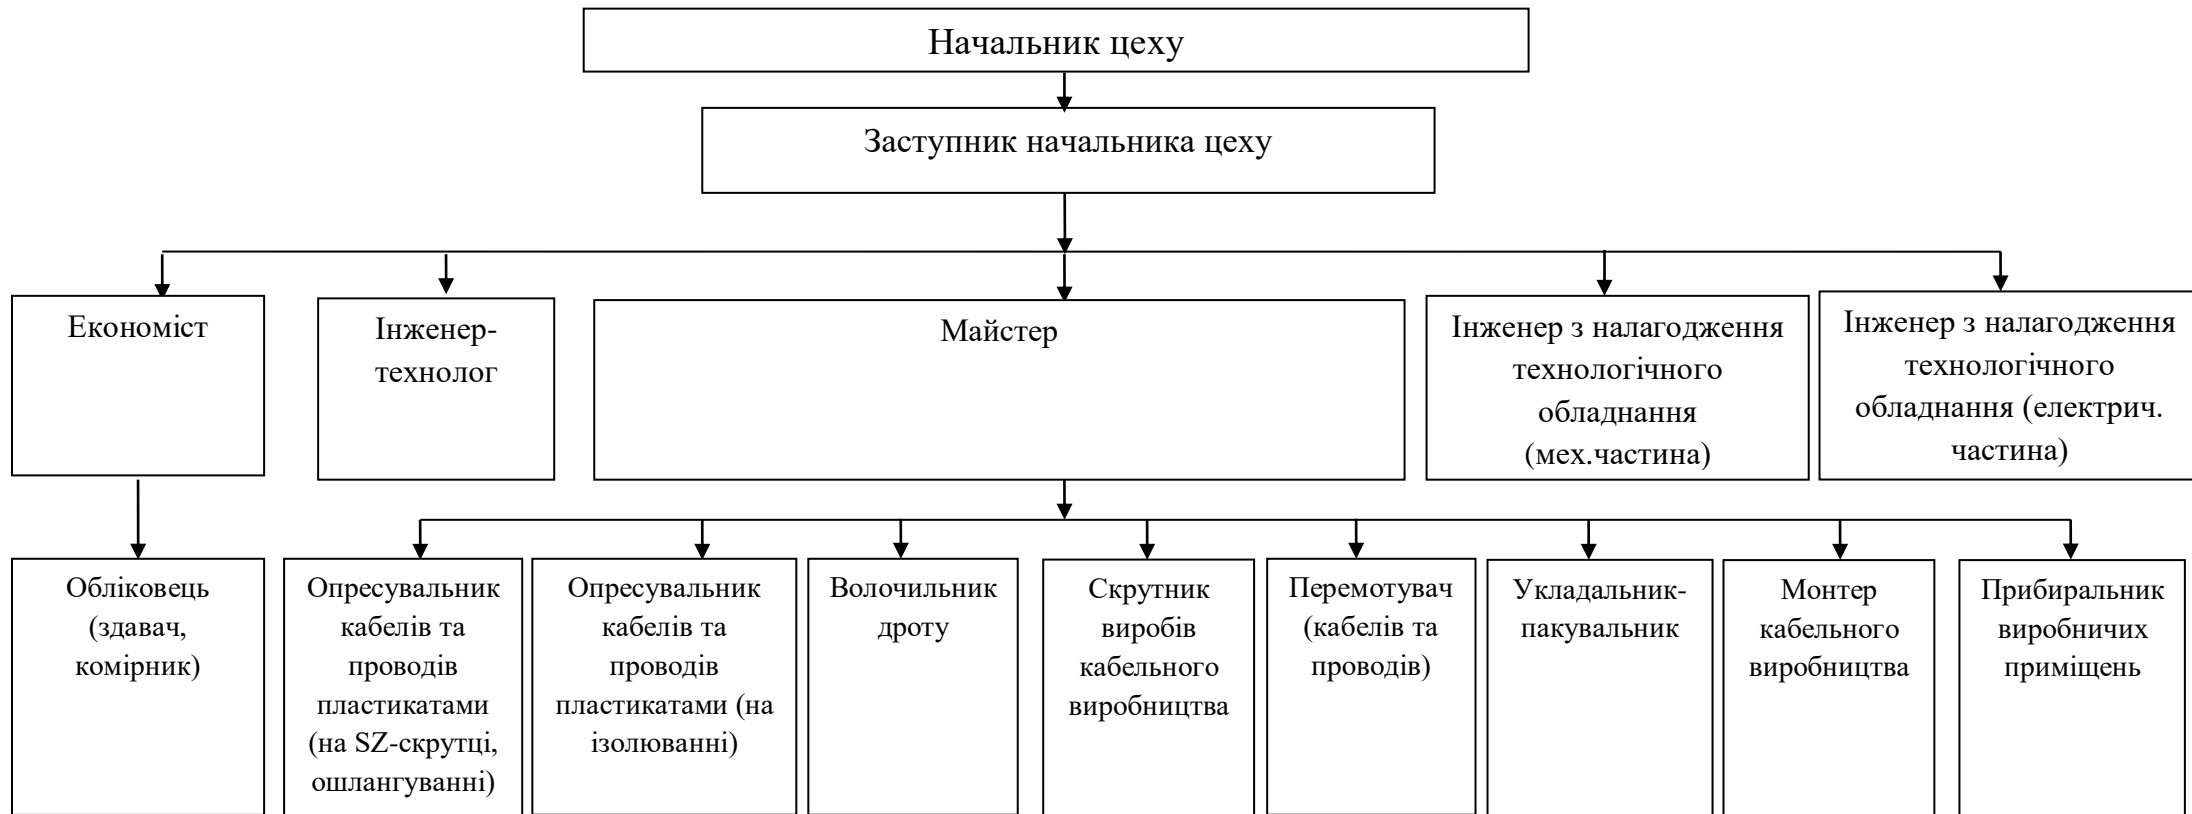 Начальник цеху
Заступник начальника цеху
Економіст
Інженер-
технолог
Майстер
Інженер з налагодження
технологічного
обладнання
(мех.частина)
Інженер з налагодження
технологічного
обладнання (електрич.
частина)
Обліковець
(здавач,
комірник)
Опресувальник
кабелів та
проводів
пластикатами
(на SZ-скрутці,
ошлангуванні)
Опресувальник
кабелів та
проводів
пластикатами (на
ізолюванні)
Волочильник
дроту
Скрутник
виробів
кабельного
виробництва
Перемотувач
(кабелів та
проводів)
Укладальник-
пакувальник
Монтер
кабельного
виробництва
Прибиральник
виробничих
приміщень